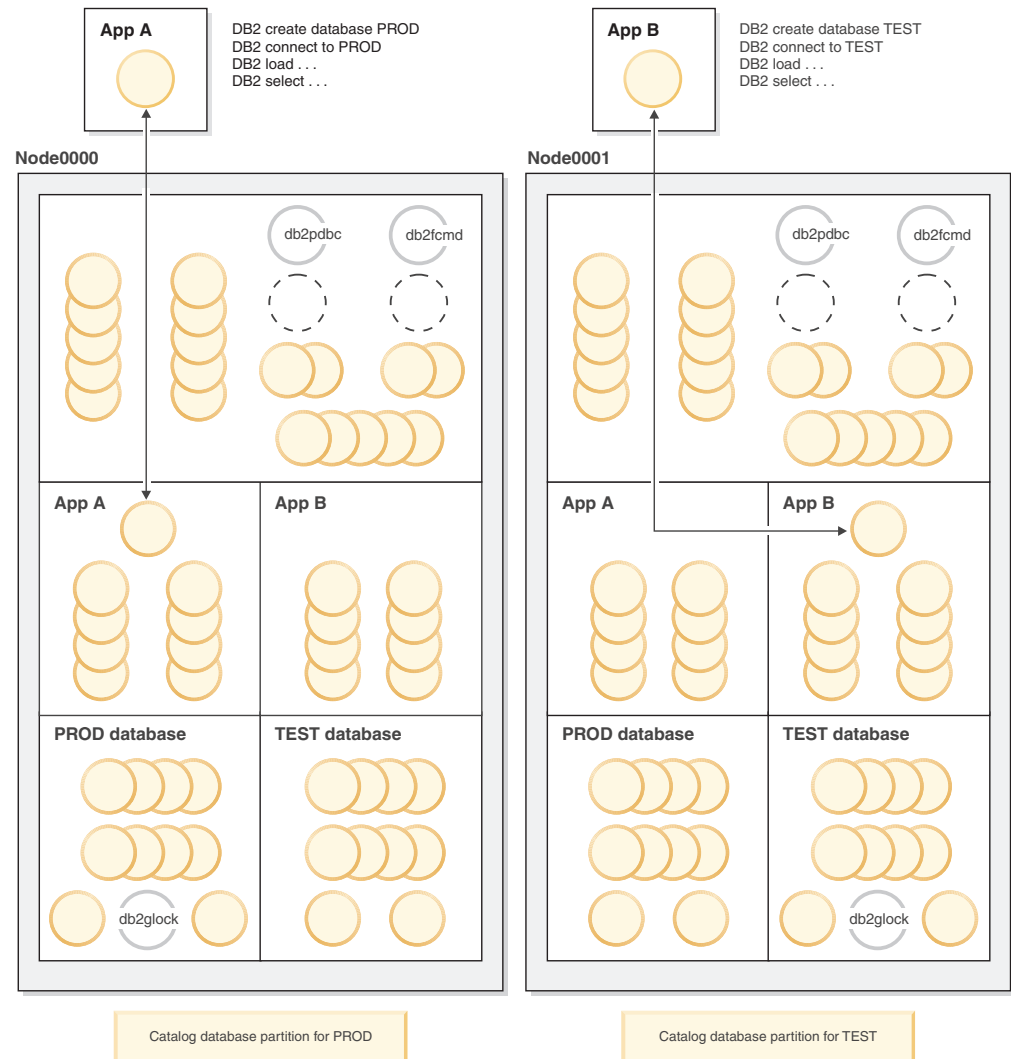 App A
DB2 create database PROD
DB2 connect to PROD
DB2 load . . .
DB2 select . . .
App B
DB2 create database TEST
DB2 connect to TEST
DB2 load . . .
DB2 select . . .
Node0000
db2pdbc
db2fcmd
App A
App B
PROD database
TEST database
db2glock
Catalog database partition for PROD
Node0001
db2pdbc
db2fcmd
App A
App B
PROD database
TEST database
db2glock
Catalog database partition for TEST